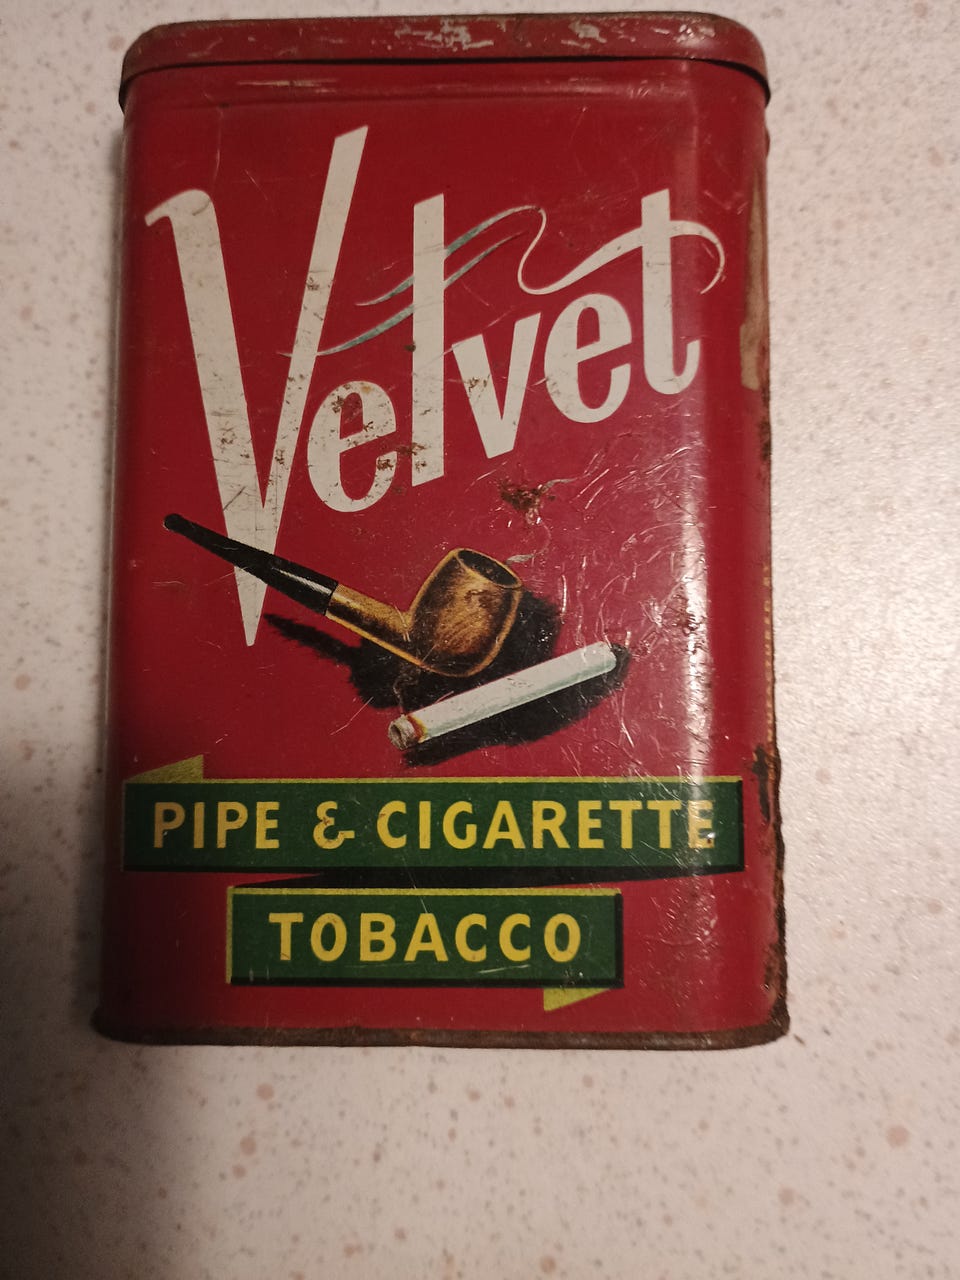 Velvet
PIPE & CIGARETTE
TOBACCO